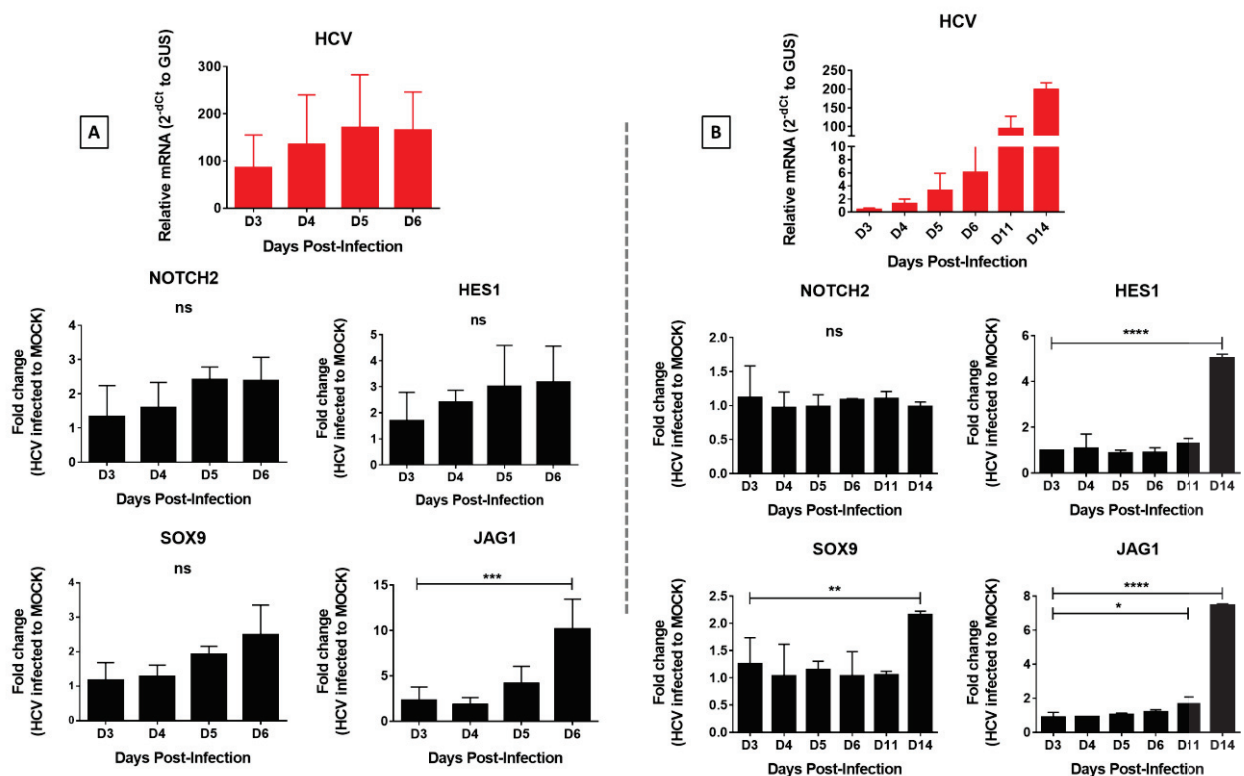 A
HCV
Relative mRNA (2^-dCt to GUS)
300
200
100
0
D3 D4 D5 D6
Days Post-Infection
NOTCH2
ns
Fold change
(HCV infected to MOCK)
4
3
2
1
0
D3 D4 D5 D6
Days Post-Infection
HES1
ns
Fold change
(HCV infected to MOCK)
5
4
3
2
1
0
D3 D4 D5 D6
Days Post-Infection
SOX9
ns
Fold change
(HCV infected to MOCK)
4
3
2
1
0
D3 D4 D5 D6
Days Post-Infection
JAG1
***
Fold change
(HCV infected to MOCK)
15
10
5
0
D3 D4 D5 D6
Days Post-Infection
B
HCV
Relative mRNA (2^-dCt to GUS)
200
150
100
50
10
8
6
4
2
0
D3 D4 D5 D6 D11 D14
Days Post-Infection
NOTCH2
ns
Fold change
(HCV infected to MOCK)
2.0
1.5
1.0
0.5
0.0
D3 D4 D5 D6 D11 D14
Days Post-Infection
HES1
****
Fold change
(HCV infected to MOCK)
6
4
2
0
D3 D4 D5 D6 D11 D14
Days Post-Infection
SOX9
**
Fold change
(HCV infected to MOCK)
2.5
2.0
1.5
1.0
0.5
0.0
D3 D4 D5 D6 D11 D14
Days Post-Infection
JAG1
****
*
Fold change
(HCV infected to MOCK)
8
6
4
2
0
D3 D4 D5 D6 D11 D14
Days Post-Infection